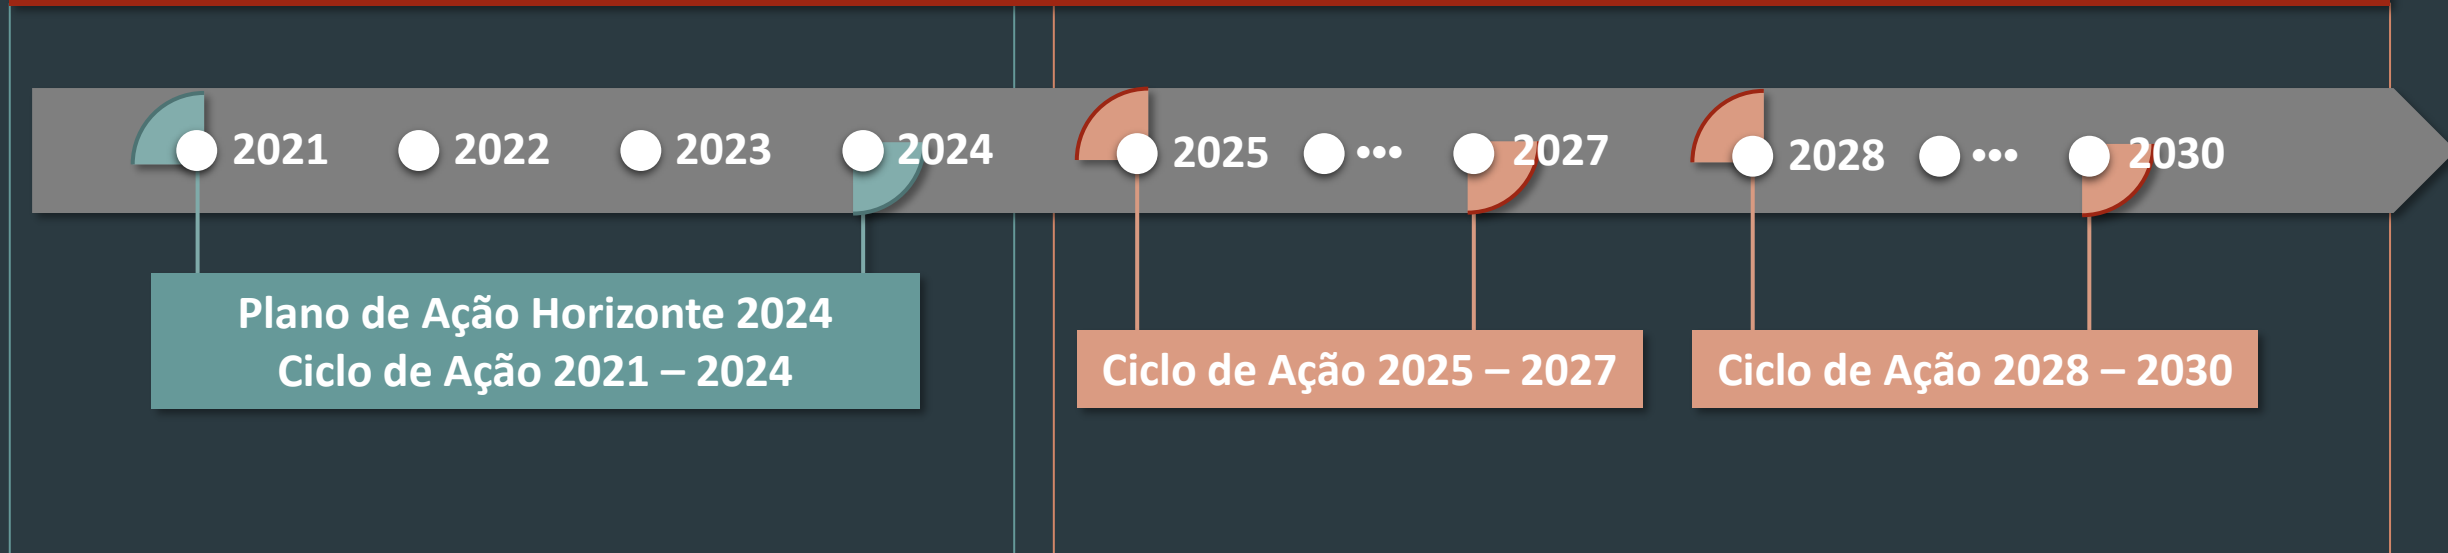 2021 2022 2023 2024 2025 ••• 2027 2028 ••• 2030
Plano de Ação Horizonte 2024
Ciclo de Ação 2021 – 2024
Ciclo de Ação 2025 – 2027
Ciclo de Ação 2028 – 2030